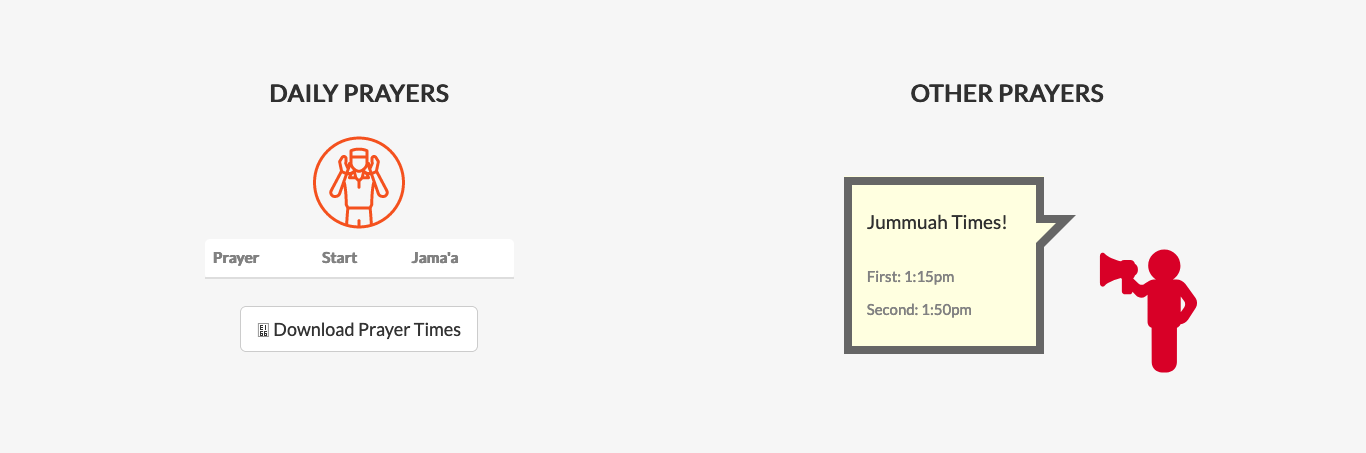 DAILY PRAYERS
Prayer Start Jama'a
Download Prayer Times
OTHER PRAYERS
Jummuah Times!
First: 1:15pm
Second: 1:50pm